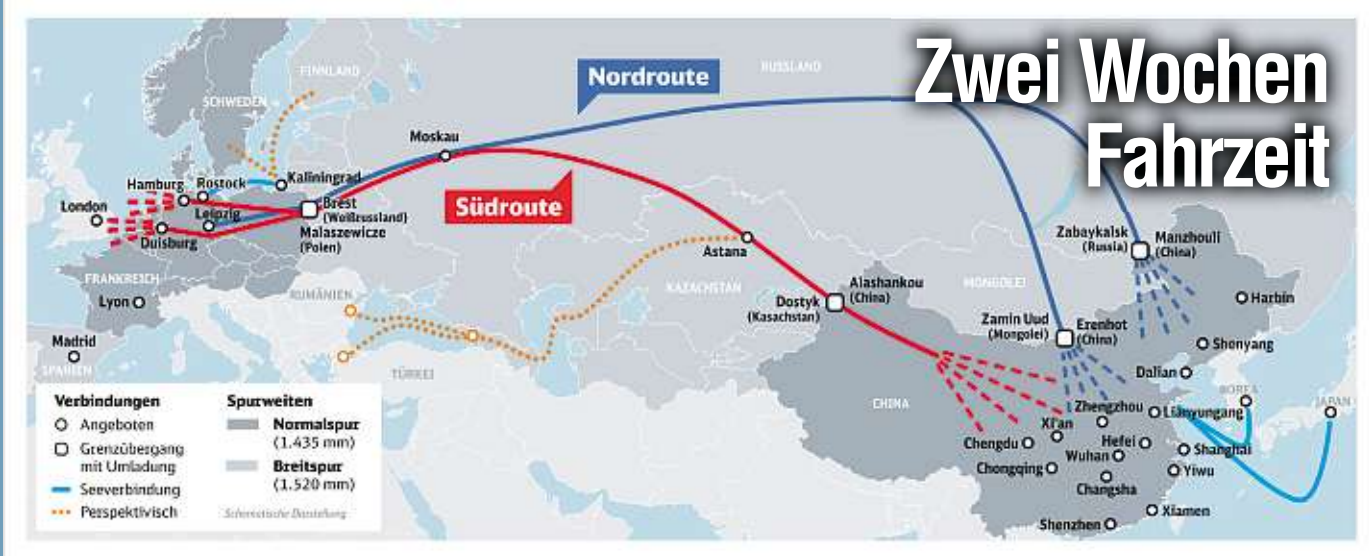 Zwei Wochen
Fahrzeit
Nordroute
RUSSLAND
FINNLAND
SCHWEDEN
Moskau
Kaliningrad
Hamburg
Rostock
Südroute
London
Leipzig
Brest
(Weißrussland)
Malaszewicze
(Polen)
Duisburg
Zabaykalsk
(Russia)
Manzhouli
(China)
Astana
FRANKREICH
Lyon
RUMÄNIEN
KAZACHSTAN
MONGOLEI
Alashankou
(China)
Dostyk
(Kasachstan)
Harbin
Zamin Uud
(Mongolei)
Erenhot
(China)
Madrid
SPANIEN
Shenyang
TÜRKEI
Dalian
KOREA
JAPAN
CHINA
Zhengzhou
Lianyungang
Xi'an
Chengdu
Hefei
Shanghai
Wuhan
Chongqing
Yiwu
Changsha
Xiamen
Shenzhen
Verbindungen
Angeboten
Grenzübergang
mit Umladung
Seeverbindung
Perspektivisch
Spurweiten
Normalspur
(1.435 mm)
Breitspur
(1.520 mm)
Schematische Darstellung